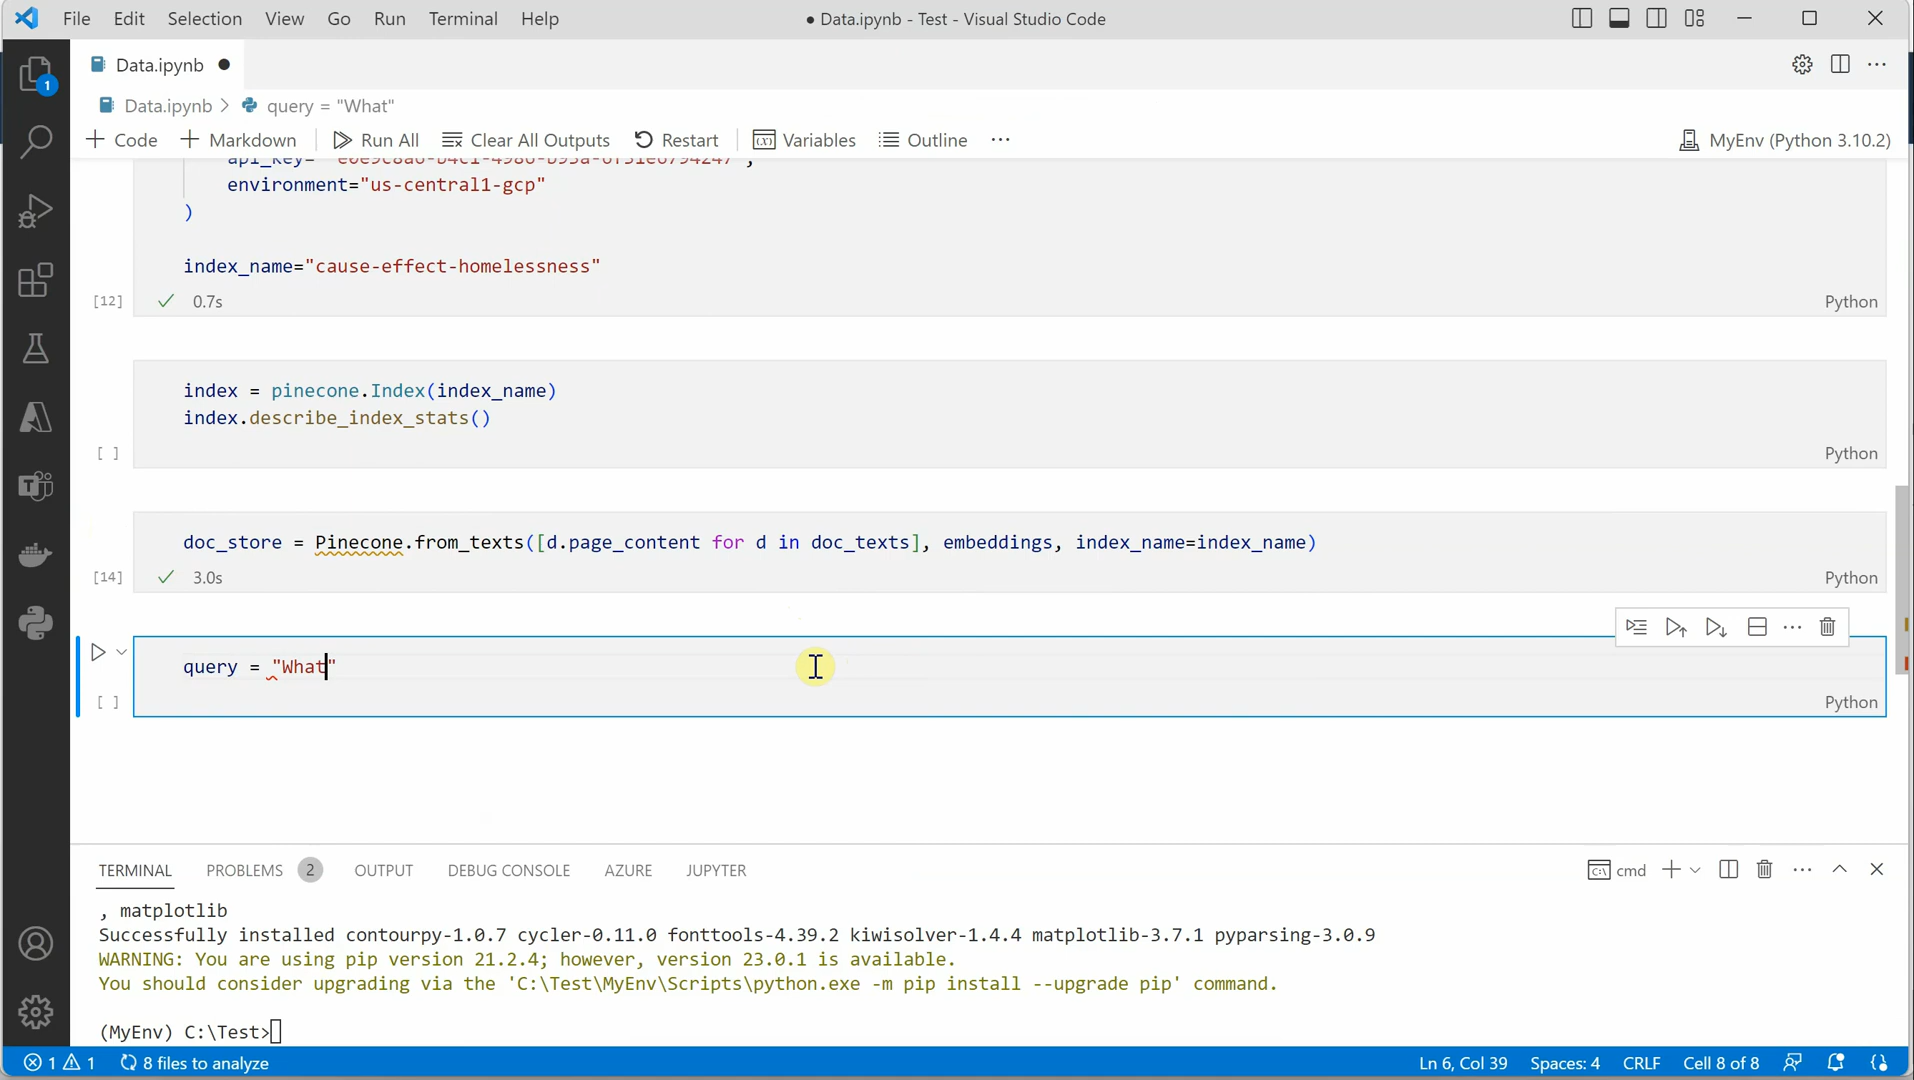 File Edit Selection View Go Run Terminal Help
● Data.ipynb - Test - Visual Studio Code
1
Data.ipynb ●
Data.ipynb > query = "What"
+ Code + Markdown Run All Clear All Outputs Restart Variables Outline ···
MyEnv (Python 3.10.2)
environment="us-central1-gcp"
)
index_name="cause-effect-homelessness"
[12] ✓ 0.7s Python
index = pinecone.Index(index_name)
index.describe_index_stats()
[ ] Python
doc_store = Pinecone.from_texts([d.page_content for d in doc_texts], embeddings, index_name=index_name)
[14] ✓ 3.0s Python
query = "What"
[ ] Python
TERMINAL PROBLEMS 2 OUTPUT DEBUG CONSOLE AZURE JUPYTER
cmd
, matplotlib
Successfully installed contourpy-1.0.7 cycler-0.11.0 fonttools-4.39.2 kiwisolver-1.4.4 matplotlib-3.7.1 pyparsing-3.0.9
WARNING: You are using pip version 21.2.4; however, version 23.0.1 is available.
You should consider upgrading via the 'C:\Test\MyEnv\Scripts\python.exe -m pip install --upgrade pip' command.
(MyEnv) C:\Test>
1 1 8 files to analyze
Ln 6, Col 39 Spaces: 4 CRLF Cell 8 of 8